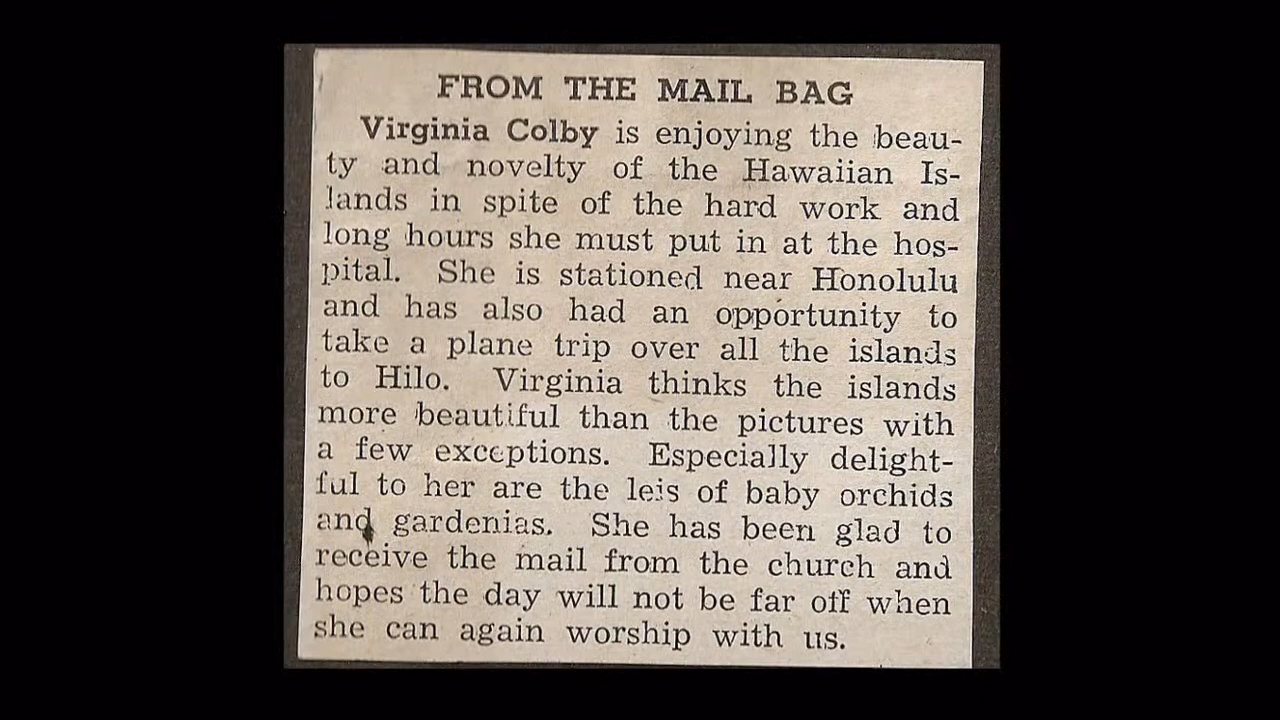 FROM THE MAIL BAG
Virginia Colby is enjoying the beau-
ty and novelty of the Hawaiian Is-
lands in spite of the hard work and
long hours she must put in at the hos-
pital. She is stationed near Honolulu
and has also had an opportunity to
take a plane trip over all the islands
to Hilo. Virginia thinks the islands
more beautiful than the pictures with
a few exceptions. Especially delight-
ful to her are the leis of baby orchids
and gardenias. She has been glad to
receive the mail from the church and
hopes the day will not be far off when
she can again worship with us.